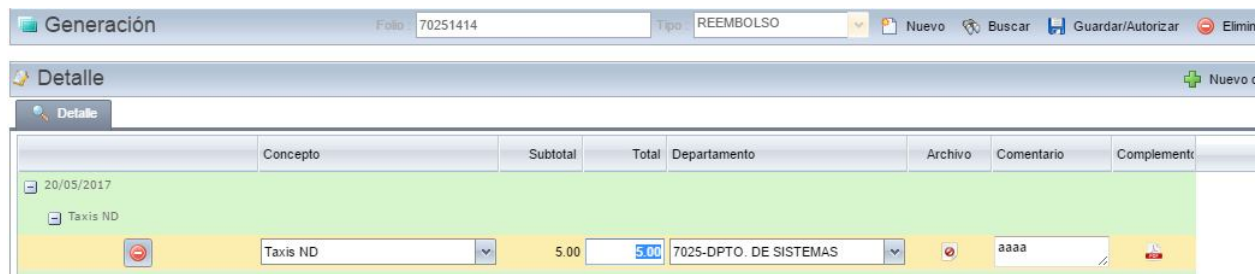 Generación Folio : 70251414 Tipo : REEMBOLSO Nuevo Buscar Guardar/Autorizar Elimin
Detalle Nuevo
Detalle
Concepto Subtotal Total Departamento Archivo Comentario Complemento
20/05/2017
Taxis ND
Taxis ND 5.00 5.00 7025-DPTO. DE SISTEMAS aaaa